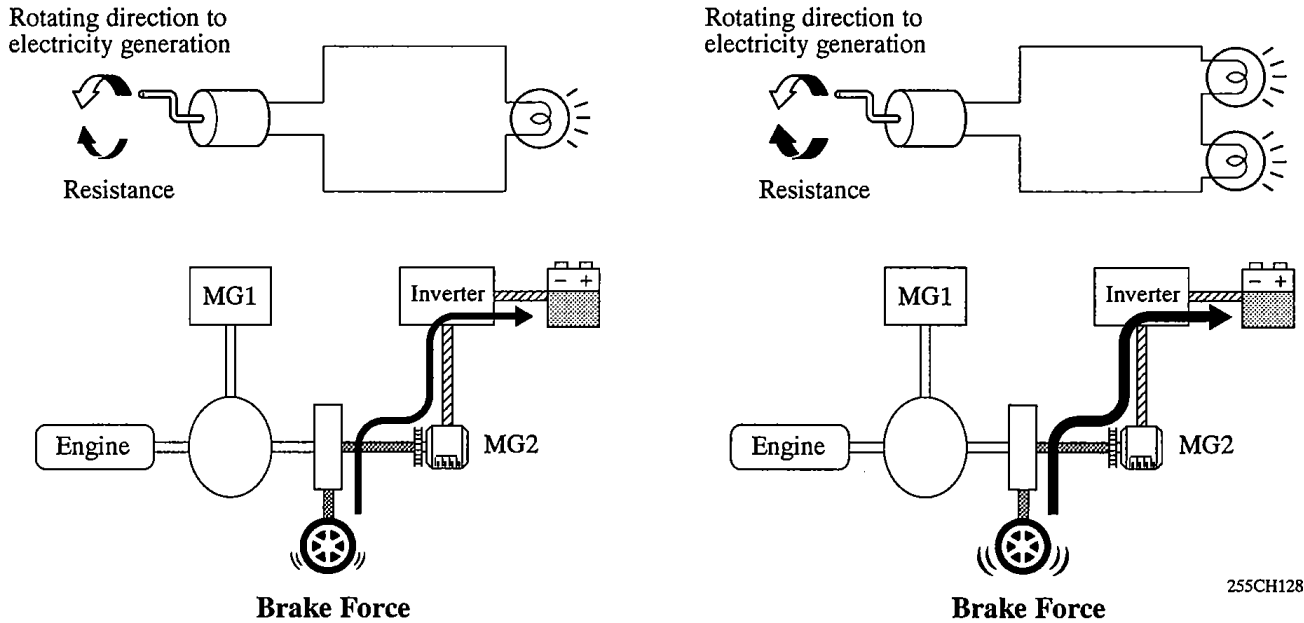 Rotating direction to
electricity generation
Resistance
MG1
Inverter
− +
Engine
MG2
Brake Force
Rotating direction to
electricity generation
Resistance
MG1
Inverter
− +
Engine
MG2
Brake Force
255CH128